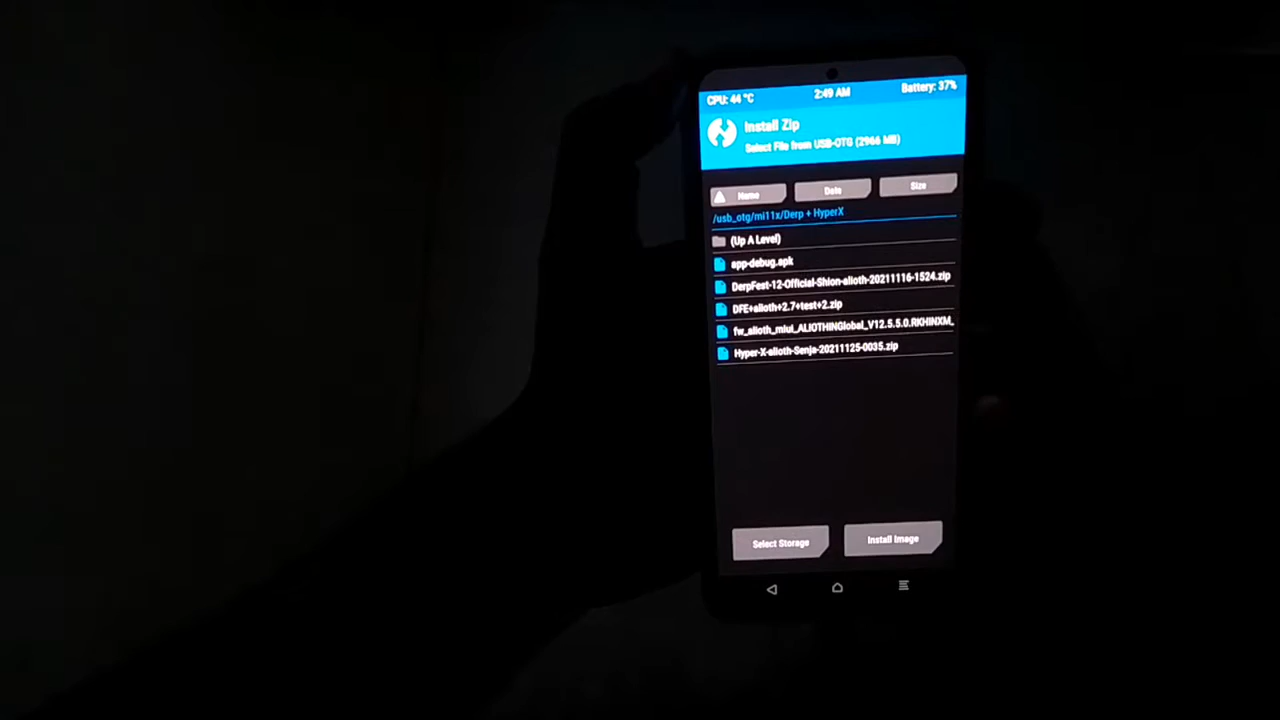 CPU: 44 °C 2:49 AM Battery: 37%
Install Zip
Select File from USB-OTG (2966 MB)
Name Date Size
/usb_otg/mi11x/Derp + HyperX
(Up A Level)
app-debug.apk
DerpFest-12-Official-Shion-alioth-20211116-1524.zip
DFE+alioth+2.7+test+2.zip
fw_alioth_miui_ALIOTHINGlobal_V12.5.5.0.RKHINXM_
Hyper-X-alioth-Senja-20211125-0035.zip
Select Storage Install Image